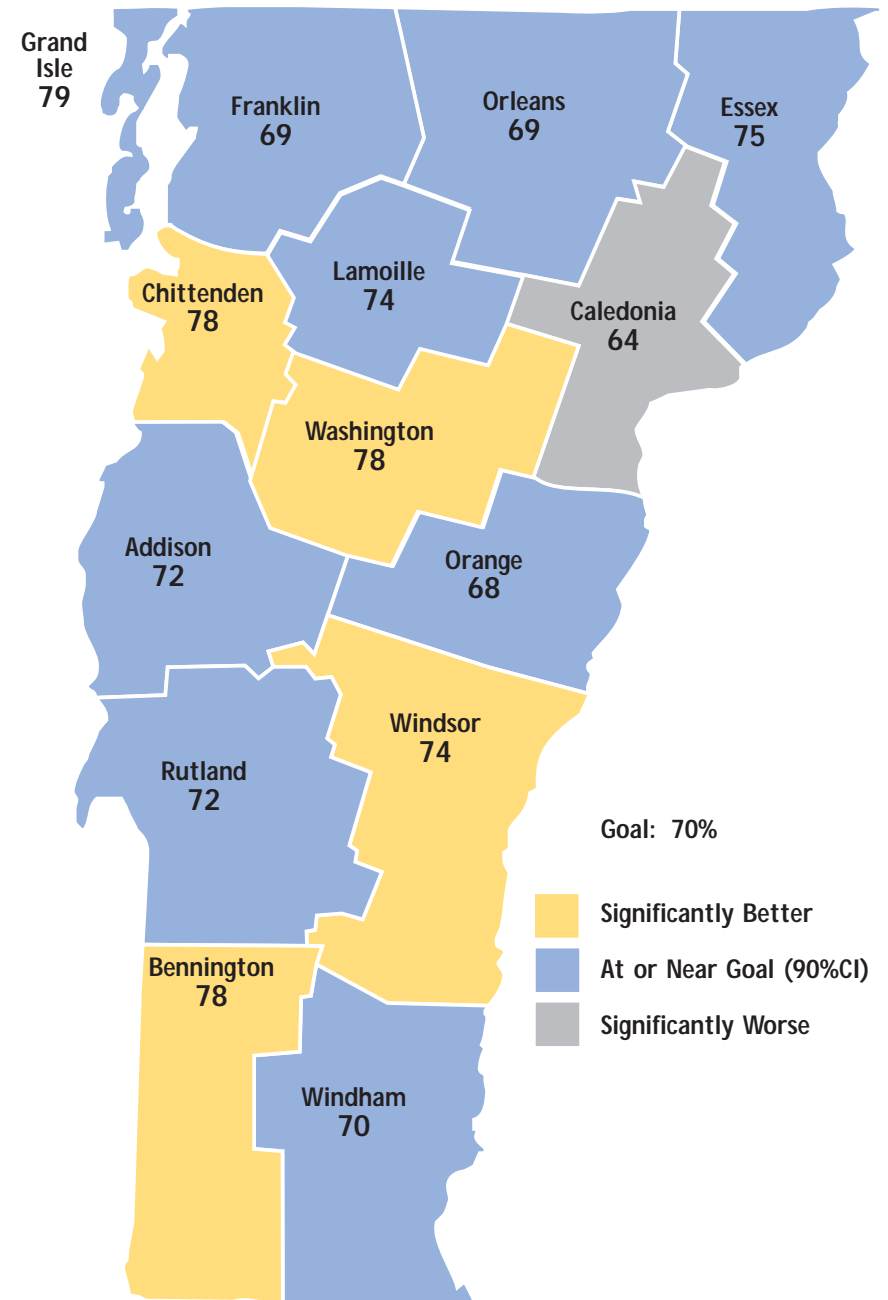 Grand
Isle
79
Franklin
69
Orleans
69
Essex
75
Lamoille
74
Chittenden
78
Caledonia
64
Washington
78
Addison
72
Orange
68
Windsor
74
Rutland
72
Goal: 70%
Significantly Better
At or Near Goal (90%CI)
Significantly Worse
Bennington
78
Windham
70